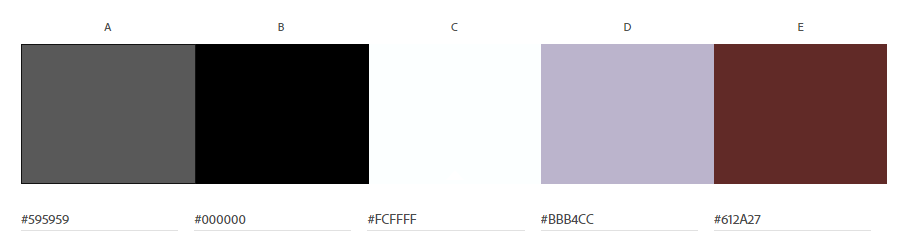 A B C D E
#595959 #000000 #FCFFFF #BBB4CC #612A27